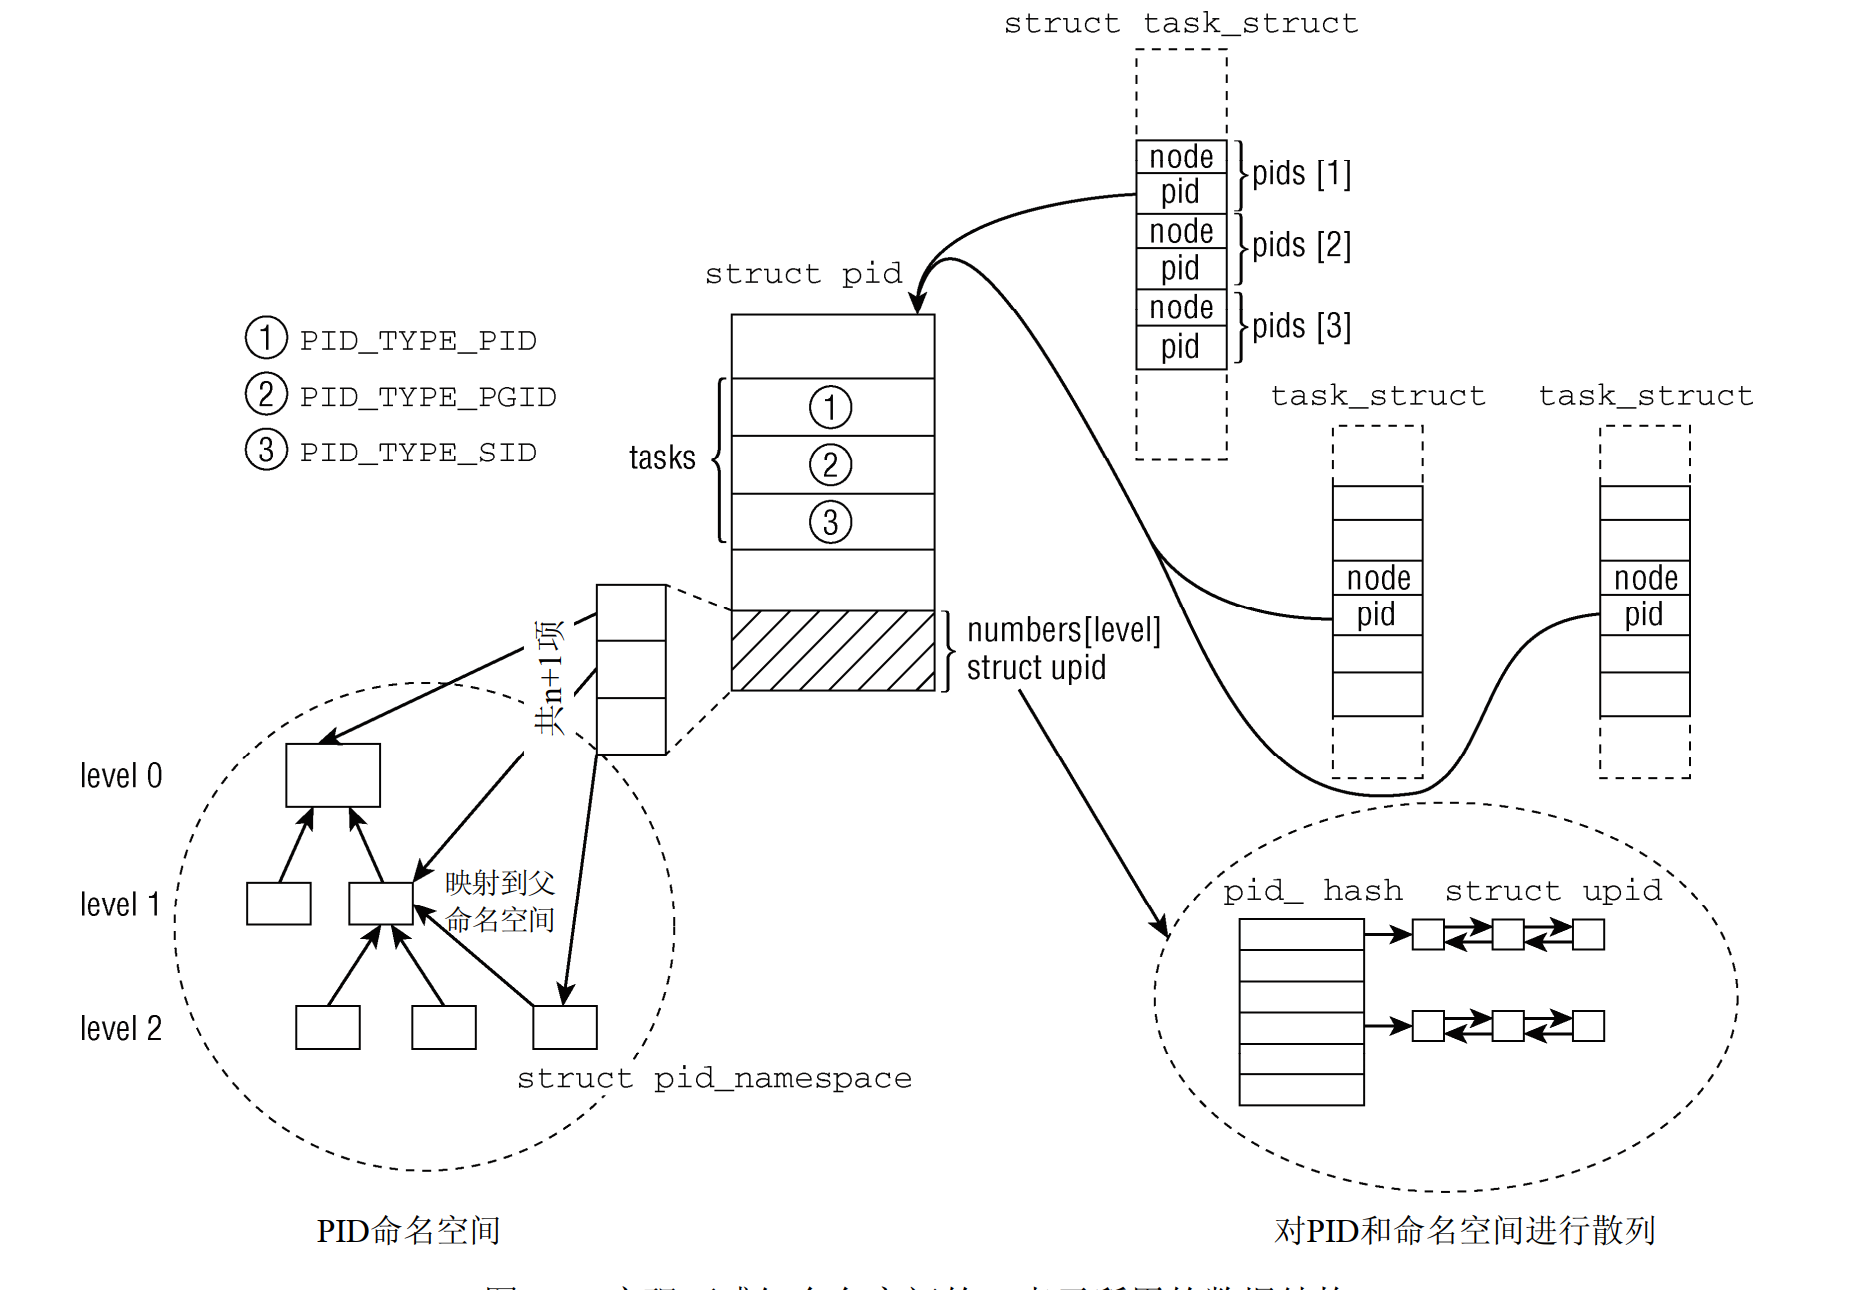 struct task_struct
node
pid
pids [1]
node
pid
pids [2]
node
pid
pids [3]
struct pid
① PID_TYPE_PID
② PID_TYPE_PGID
③ PID_TYPE_SID
tasks
①
②
③
task_struct
task_struct
node
pid
node
pid
共n+1项
numbers[level]
struct upid
level 0
level 1
level 2
映射到父
命名空间
struct pid_namespace
pid_ hash
struct upid
PID命名空间
对PID和命名空间进行散列